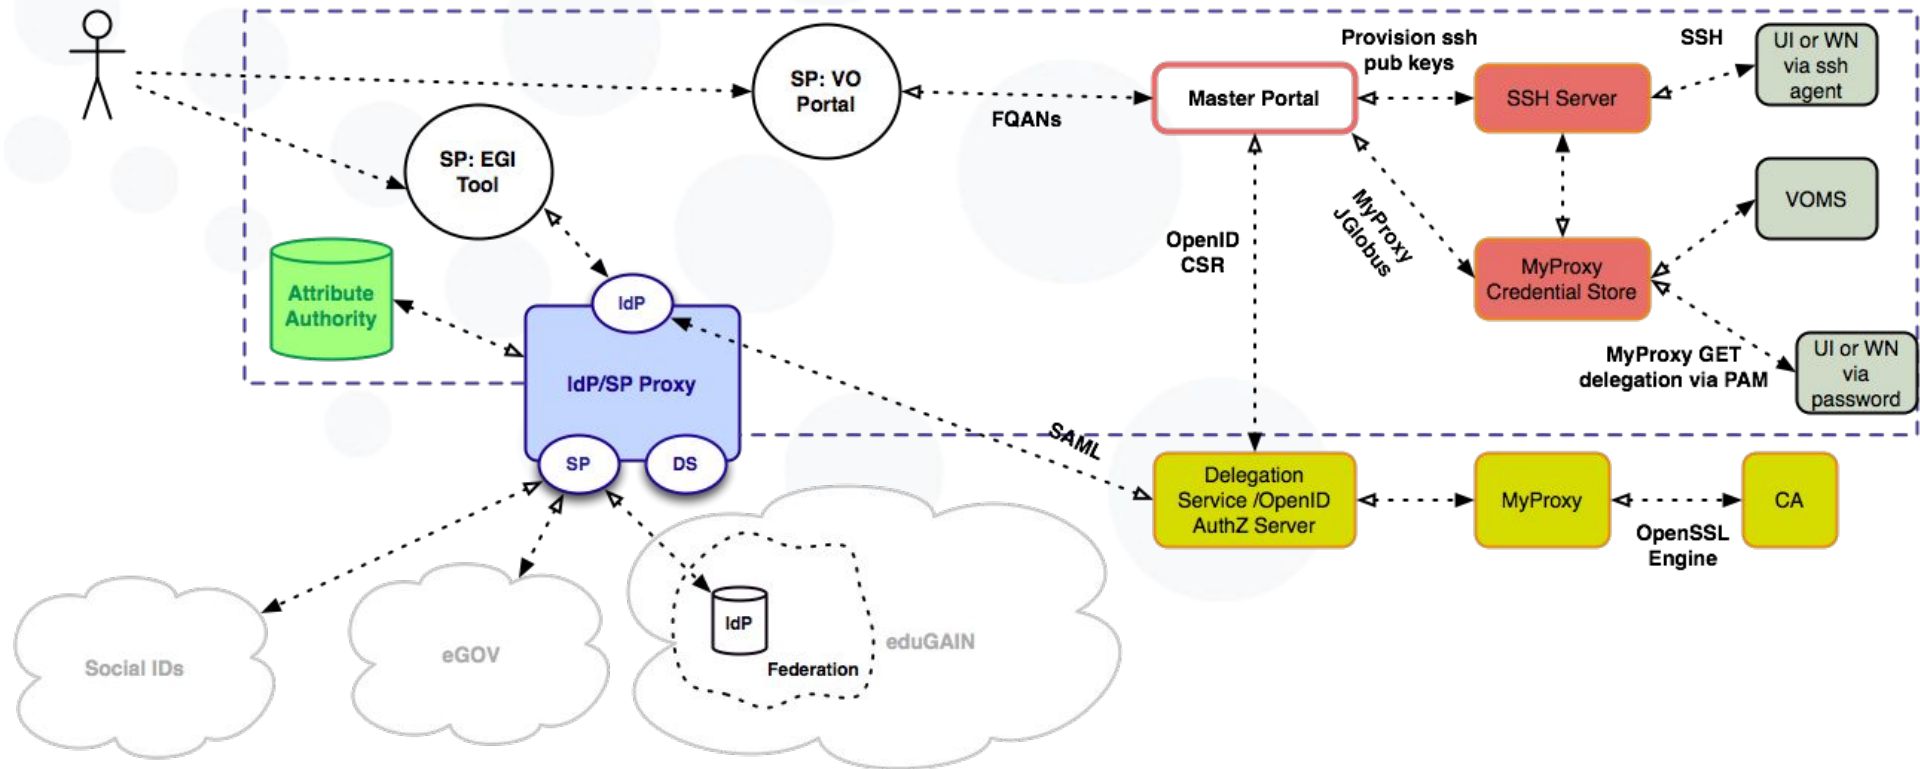 SP: VO
Portal
FQANs
Master Portal
Provision ssh
pub keys
SSH Server
SSH
UI or WN
via ssh
agent
SP: EGI
Tool
VOMS
OpenID
CSR
MyProxy
JGlobus
MyProxy
Credential Store
Attribute
Authority
IdP
IdP/SP Proxy
MyProxy GET
delegation via PAM
UI or WN
via
password
SAML
SP
DS
Delegation
Service /OpenID
AuthZ Server
MyProxy
OpenSSL
Engine
CA
Social IDs
eGOV
IdP
Federation
eduGAIN